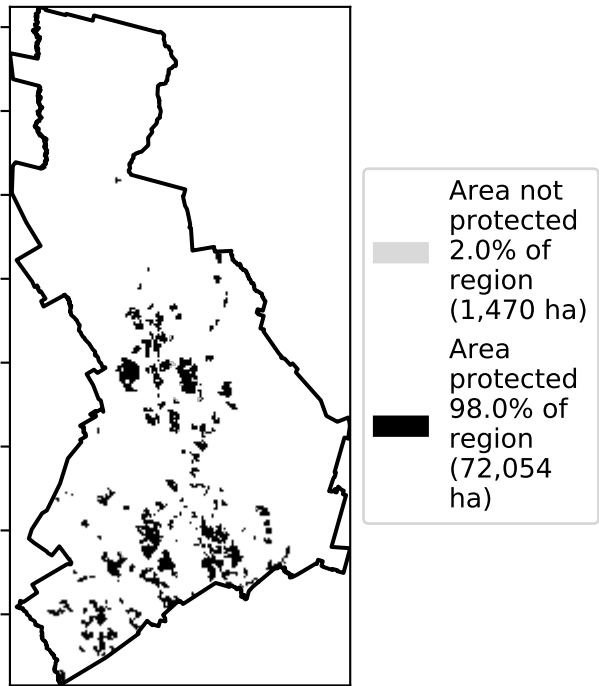 Area not
protected
2.0% of
region
(1,470 ha)
Area
protected
98.0% of
region
(72,054
ha)